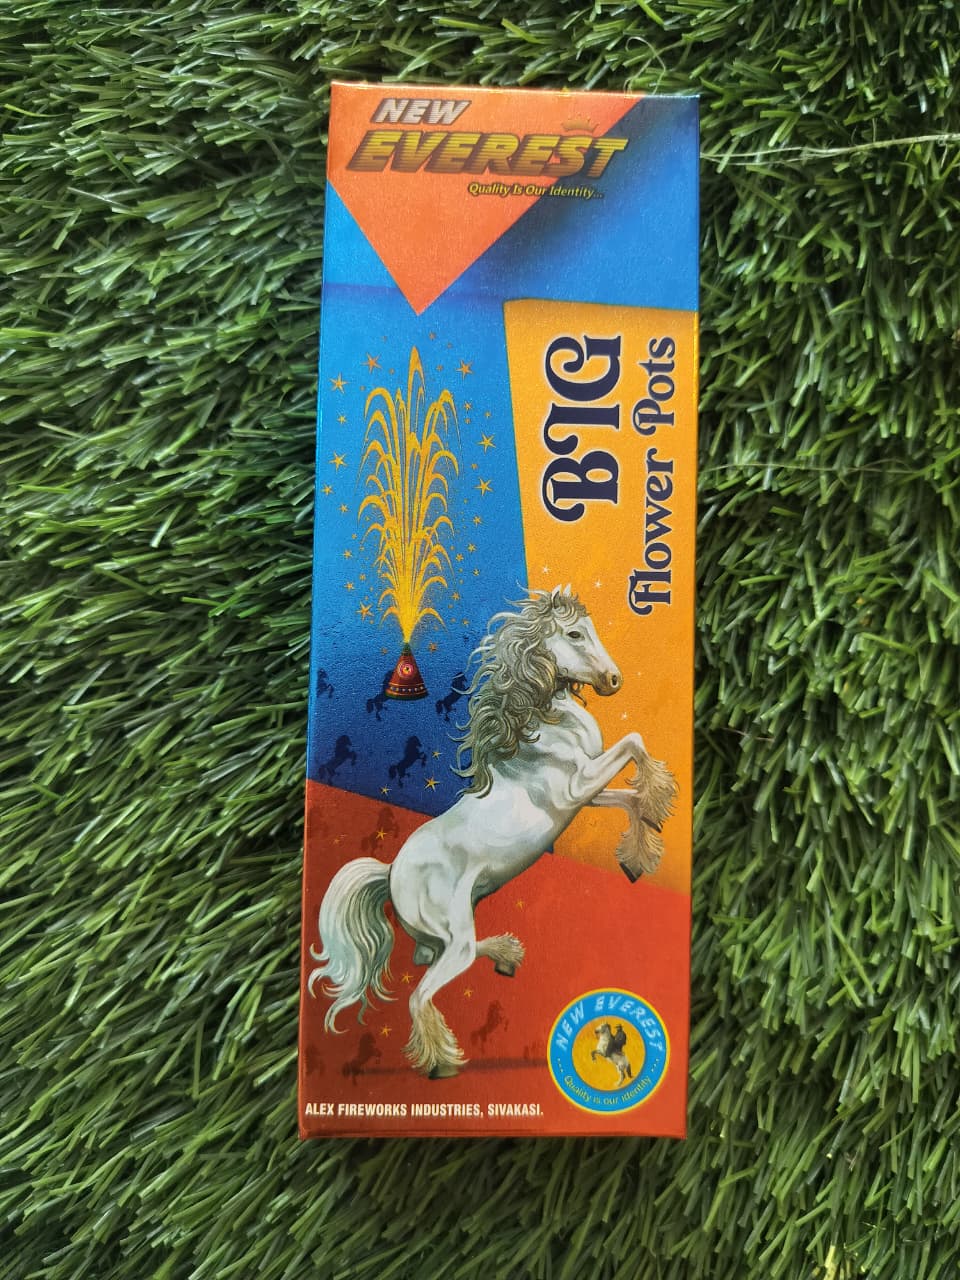 NEW
EVEREST
Quality Is Our Identity...
BIG
Flower Pots
NEW EVEREST
Quality is our identity
ALEX FIREWORKS INDUSTRIES, SIVAKASI.